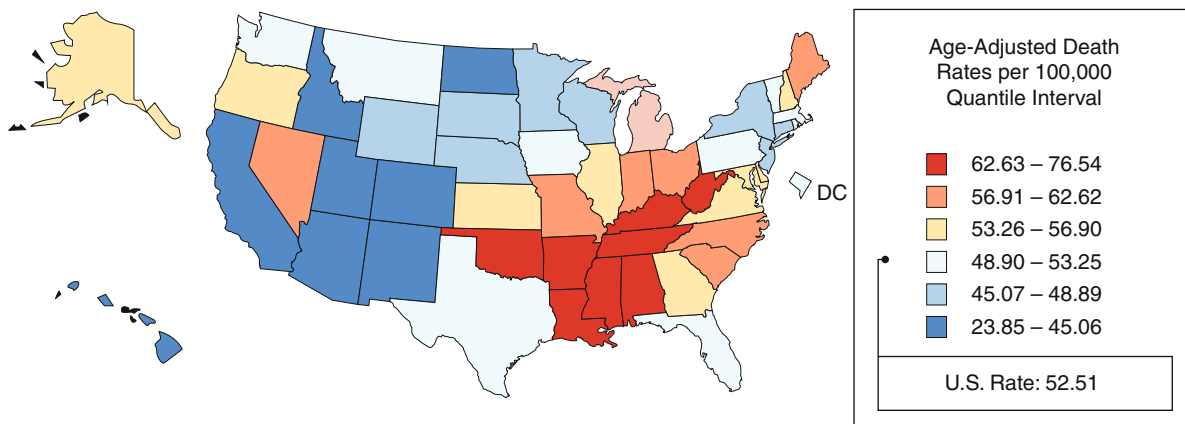 DC
Age-Adjusted Death
Rates per 100,000
Quantile Interval
62.63 – 76.54
56.91 – 62.62
53.26 – 56.90
48.90 – 53.25
45.07 – 48.89
23.85 – 45.06
U.S. Rate: 52.51